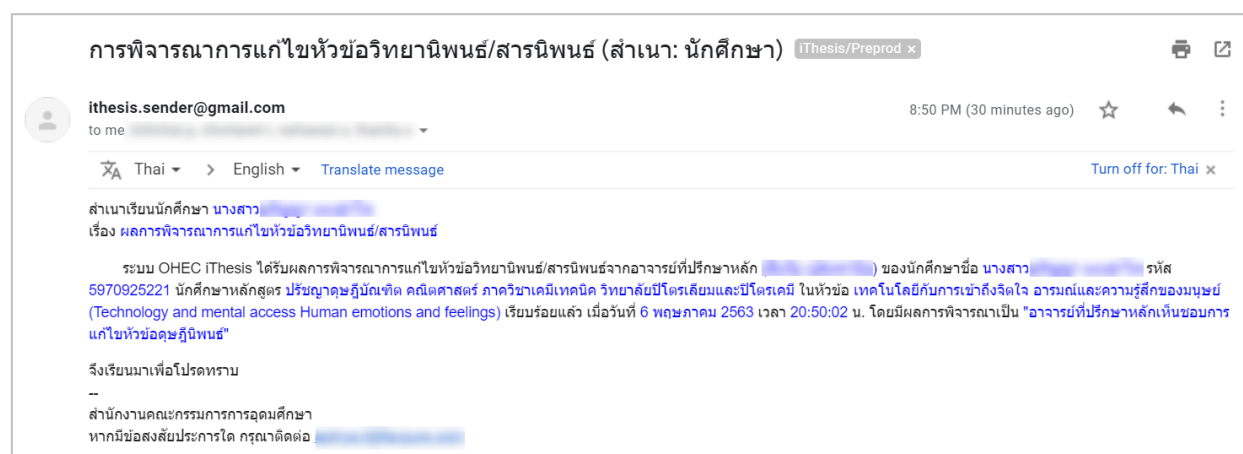 การพิจารณาการแก้ไขหัวข้อวิทยานิพนธ์/สารนิพนธ์ (สำเนา: นักศึกษา) iThesis/Preprod ×
ithesis.sender@gmail.com 8:50 PM (30 minutes ago)
to me
Thai > English Translate message Turn off for: Thai ×
สำเนาเรียนนักศึกษา นางสาว
เรื่อง ผลการพิจารณาการแก้ไขหัวข้อวิทยานิพนธ์/สารนิพนธ์
ระบบ OHEC iThesis ได้รับผลการพิจารณาการแก้ไขหัวข้อวิทยานิพนธ์/สารนิพนธ์จากอาจารย์ที่ปรึกษาหลัก ( ) ของนักศึกษาชื่อ นางสาว รหัส
5970925221 นักศึกษาหลักสูตร ปรัชญาดุษฎีบัณฑิต คณิตศาสตร์ ภาควิชาเคมีเทคนิค วิทยาลัยปิโตรเลียมและปิโตรเคมี ในหัวข้อ เทคโนโลยีกับการเข้าถึงจิตใจ อารมณ์และความรู้สึกของมนุษย์
(Technology and mental access Human emotions and feelings) เรียบร้อยแล้ว เมื่อวันที่ 6 พฤษภาคม 2563 เวลา 20:50:02 น. โดยมีผลการพิจารณาเป็น "อาจารย์ที่ปรึกษาหลักเห็นชอบการ
แก้ไขหัวข้อดุษฎีนิพนธ์"
จึงเรียนมาเพื่อโปรดทราบ
--
สำนักงานคณะกรรมการการอุดมศึกษา
หากมีข้อสงสัยประการใด กรุณาติดต่อ